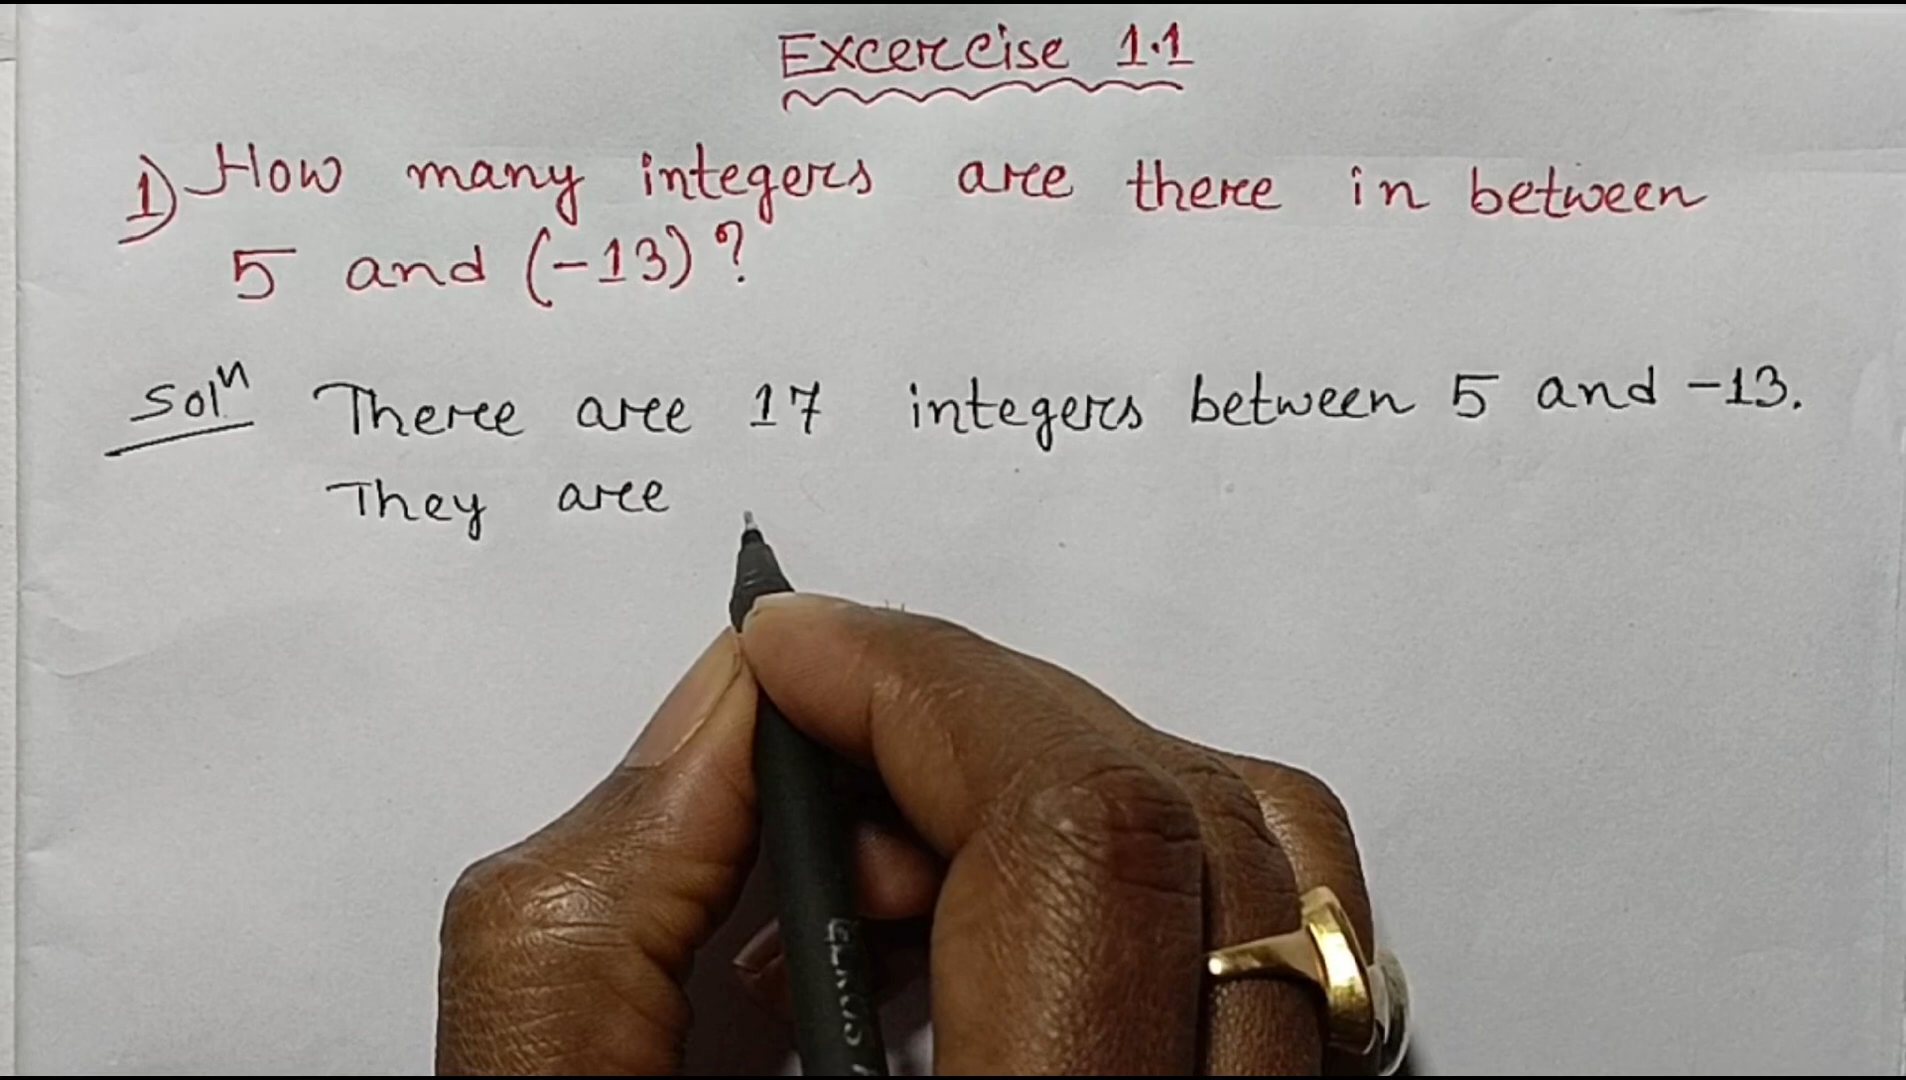 Excercise 1.1
1) How many integers are there in between
5 and (-13)?
Solⁿ There are 17 integers between 5 and -13.
They are